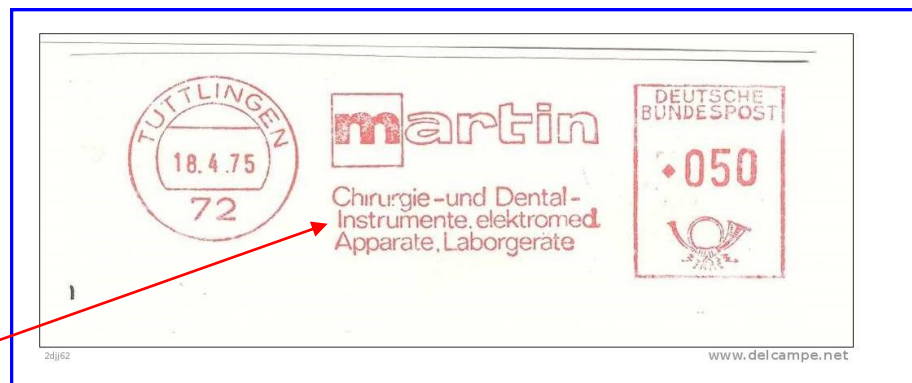 TUTTLINGEN
18.4.75
72
martin
Chirurgie-und Dental-
Instrumente, elektromed.
Apparate, Laborgeräte
DEUTSCHE
BUNDESPOST
050
2djj62
www.delcampe.net